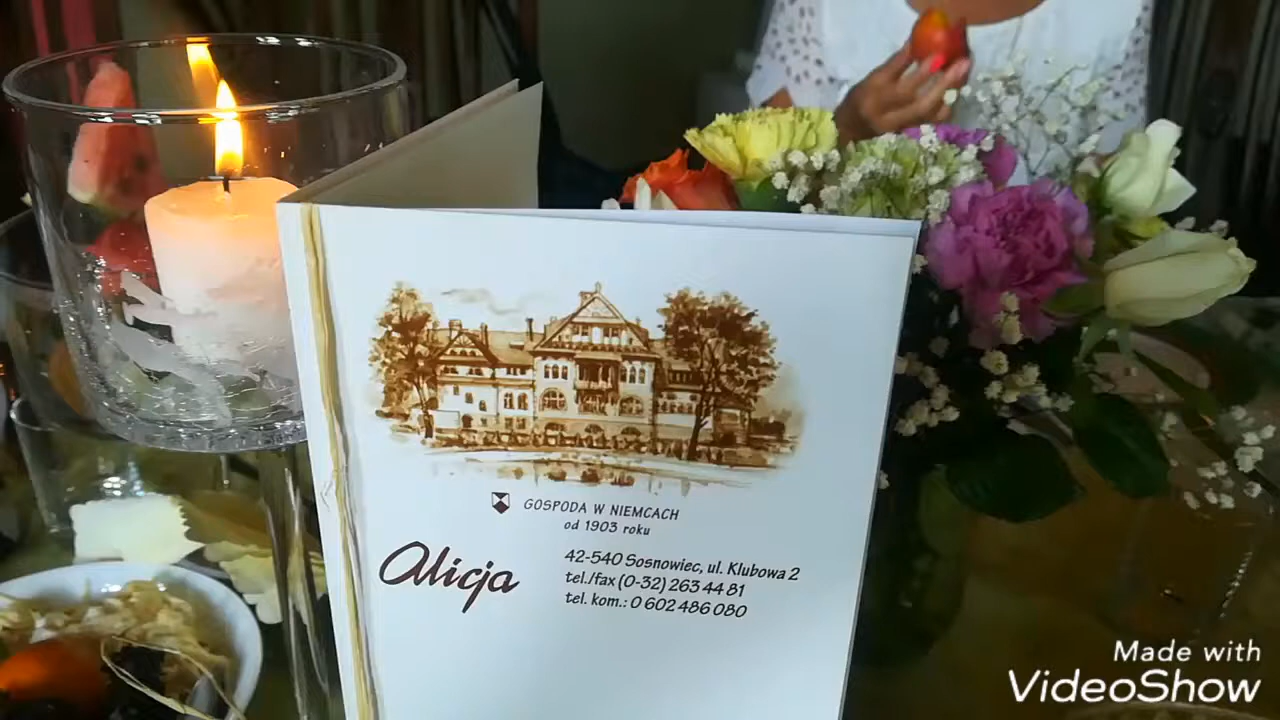 GOSPODA W NIEMCACH
od 1903 roku
Alicja
42-540 Sosnowiec, ul. Klubowa 2
tel./fax (0-32) 263 44 81
tel. kom.: 0 602 486 080
Made with
VideoShow